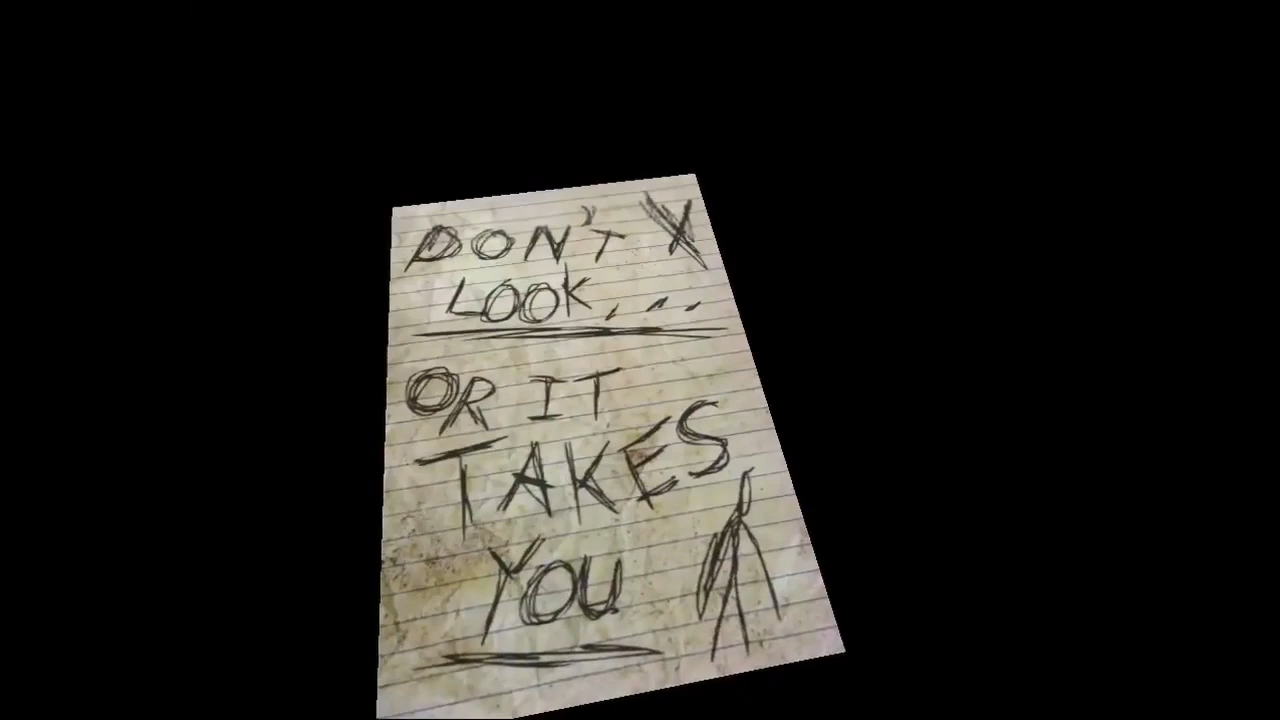 DON'T X
LOOK...
OR IT
TAKES
YOU